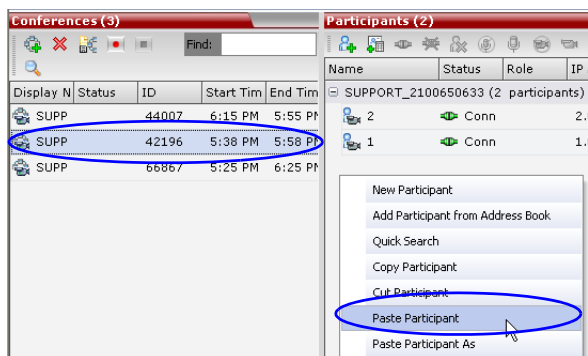 Conferences (3)
Find:
Display N Status ID Start Tim End Tim
SUPP 44007 6:15 PM 5:55 PM
SUPP 42196 5:38 PM 5:58 PM
SUPP 66867 5:25 PM 6:25 PM
Participants (2)
Name Status Role IP
SUPPORT_2100650633 (2 participants)
2 Conn 2.
1 Conn 1.
New Participant
Add Participant from Address Book
Quick Search
Copy Participant
Cut Participant
Paste Participant
Paste Participant As